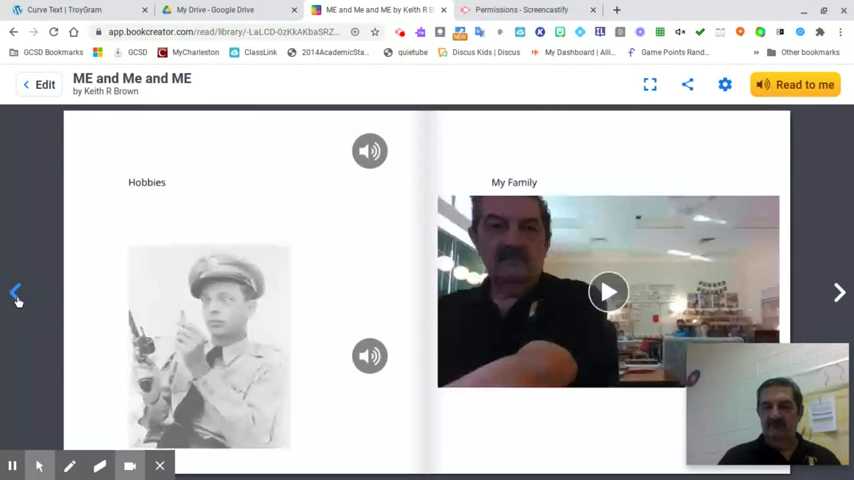 Curve Text | TroyGram
My Drive - Google Drive
ME and Me and ME by Keith R B
Permissions - Screencastify
app.bookcreator.com/read/library/-LaLCD-0zKkAKbaSRZ...
GCSD Bookmarks
GCSD
MyCharleston
ClassLink
2014AcademicSta...
quietube
Discus Kids | Discus
My Dashboard | Alli...
Game Points Rand...
>>
Other bookmarks
Edit
ME and Me and ME
by Keith R Brown
Read to me
Hobbies
My Family